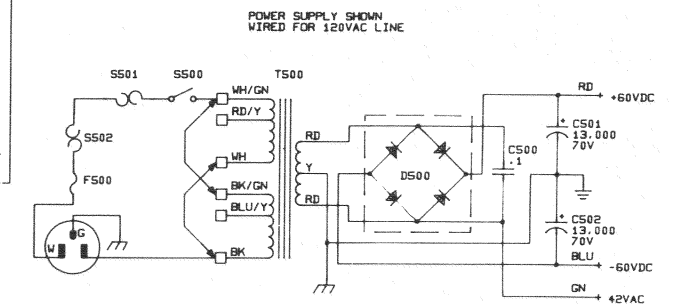 POWER SUPPLY SHOWN
WIRED FOR 120VAC LINE
S501
S500
T500
WH/GN
RD/Y
WH
BK/GN
BLU/Y
BK
S502
F500
G
W
RD
Y
RD
D500
C500
.1
RD
+60VDC
+
C501
13,000
70V
+
C502
13,000
70V
BLU
-60VDC
GN
42VAC